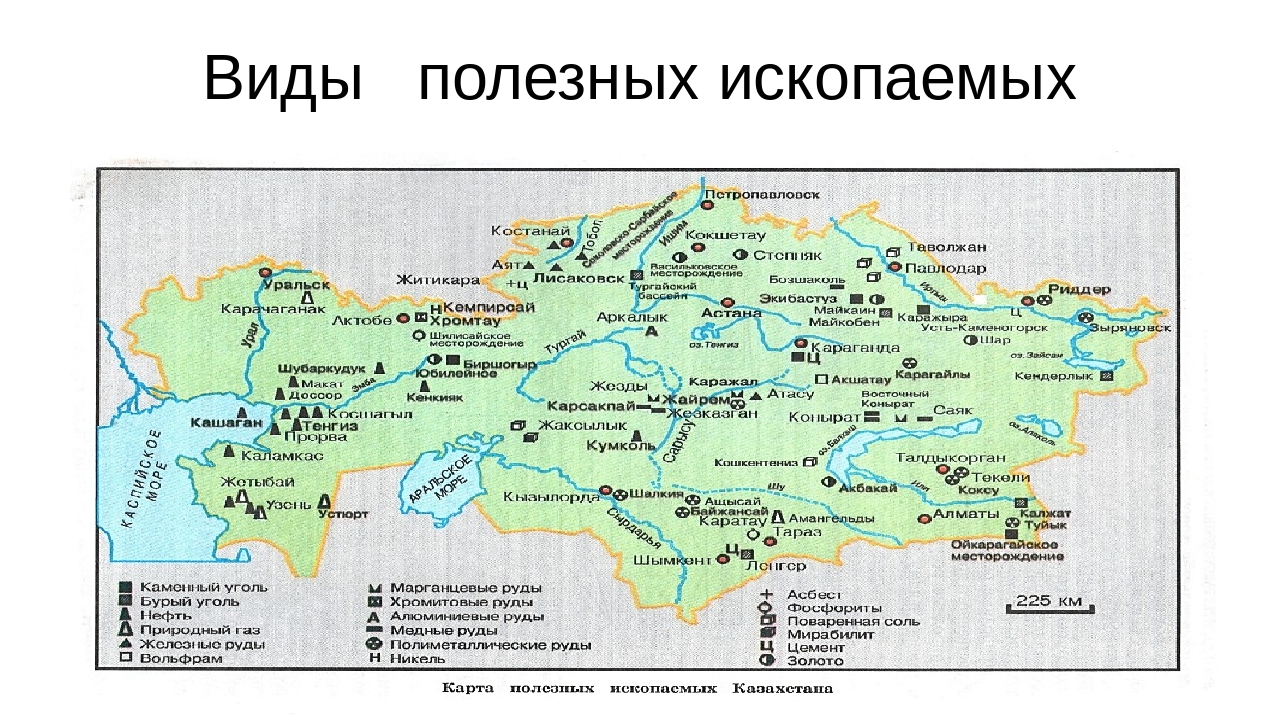 Виды полезных ископаемых
Петропавловск
Костанай
Тобол
Соколовско-Сарбайское
месторождение
Ишим
Кокшетау
Степняк
Таволжан
Павлодар
Аят
Житикара
+ц
Лисаковск
Васильковское
месторождение
Тургайский
бассейн
Бозшаколь
Экибастуз
Иртыш
Риддер
Уральск
Карачаганак
Урал
Актобе
Ч Кемпирсай
Хромтау
Аркалык
Астана
Майкаин
Майкобен
Каражыра
Ц
Усть-Каменогорск
Зыряновск
Шилисайское
месторождение
Тургай
оз.Тенгиз
Караганда
Ц
Шар
оз.Зайсан
Биршогыр
Юбилейное
Шубаркудук
Макат
Доссор
Эмба
Кенкияк
Жезды
Каражал
Акшатау
Карагайлы
Кендерлык
Карсакпай
Жайрем
Атасу
Жезказган
Восточный
Конырат
Конырат
Саяк
Кашаган
Косшагыл
Тенгиз
Прорва
Жаксылык
Кумколь
Сарысу
оз.Балхаш
оз.Алаколь
КАСПИЙСКОЕ
МОРЕ
Каламкас
АРАЛЬСКОЕ
МОРЕ
Кошкентениз
Талдыкорган
Текели
Коксу
Жетыбай
Узень
Устюрт
Кызылорда
Шалкия
Шу
Акбакай
Или
Ащысай
Байжансай
Каратау
Амангельды
Алматы
Калжат
Туйык
Сырдарья
Тараз
Шымкент
Ц
Ленгер
Ойкарагайское
месторождение
Каменный уголь
Бурый уголь
Нефть
Природный газ
Железные руды
Вольфрам
Марганцевые руды
Хромитовые руды
Алюминиевые руды
Медные руды
Полиметаллические руды
Н Никель
Асбест
Фосфориты
Поваренная соль
Мирабилит
Ц Цемент
Золото
225 км
Карта полезных ископаемых Казахстана